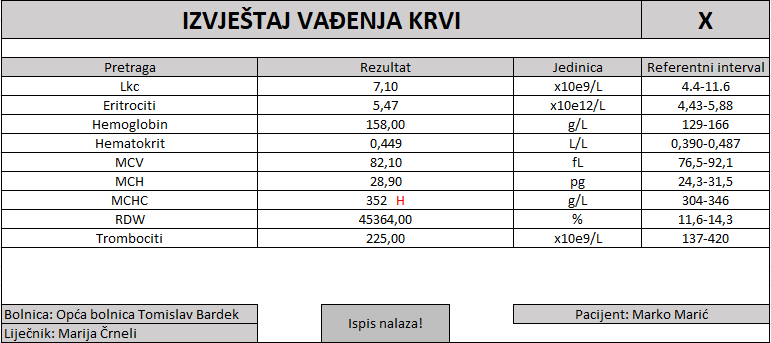 IZVJEŠTAJ VAĐENJA KRVI X
Pretraga Rezultat Jedinica Referentni interval
Lkc 7,10 x10e9/L 4.4-11.6
Eritrociti 5,47 x10e12/L 4,43-5,88
Hemoglobin 158,00 g/L 129-166
Hematokrit 0,449 L/L 0,390-0,487
MCV 82,10 fL 76,5-92,1
MCH 28,90 pg 24,3-31,5
MCHC 352 H g/L 304-346
RDW 45364,00 % 11,6-14,3
Trombociti 225,00 x10e9/L 137-420
Bolnica: Opća bolnica Tomislav Bardek
Liječnik: Marija Črneli
Ispis nalaza!
Pacijent: Marko Marić